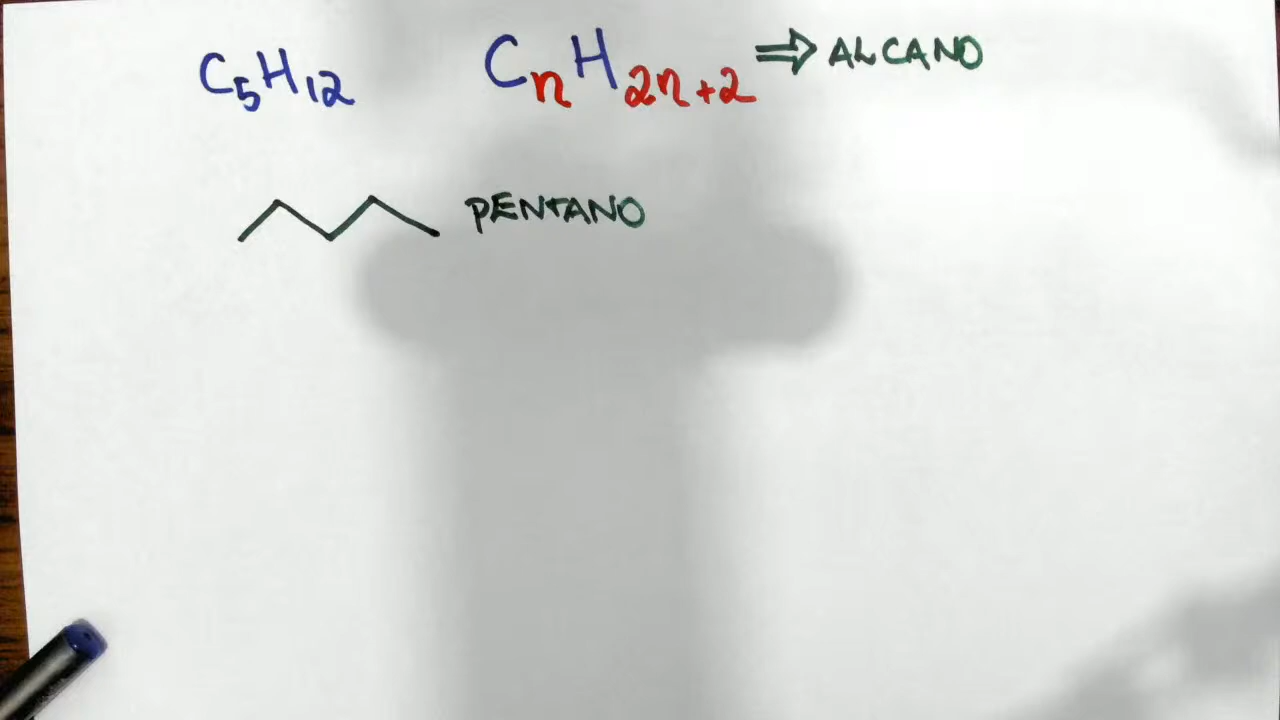 C₅H₁₂ CₙH₂ₙ₊₂ ⇒ ALCANO
PENTANO